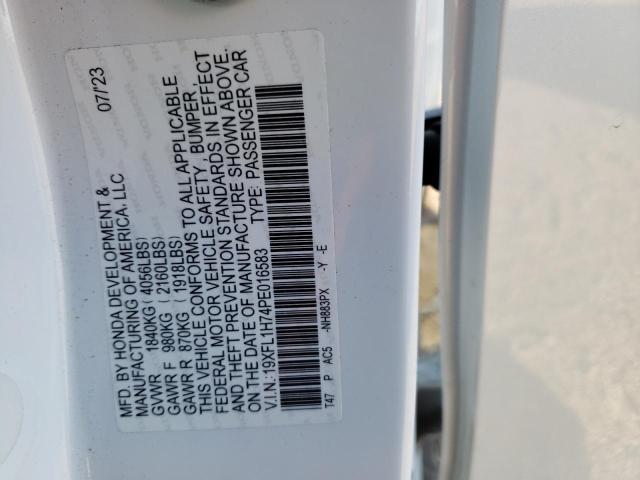 MFD. BY HONDA DEVELOPMENT & 07/'23
MANUFACTURING OF AMERICA, LLC
GVWR 1840KG(4056LBS)
GAWR F 980KG (2160LBS)
GAWR R 870KG (1918LBS)
THIS VEHICLE CONFORMS TO ALL APPLICABLE
FEDERAL MOTOR VEHICLE SAFETY, BUMPER
AND THEFT PREVENTION STANDARDS IN EFFECT
ON THE DATE OF MANUFACTURE SHOWN ABOVE.
V.I.N.:19XFL1H74PE016583 TYPE: PASSENGER CAR
T47 P AC5 -NH883PX -Y -E